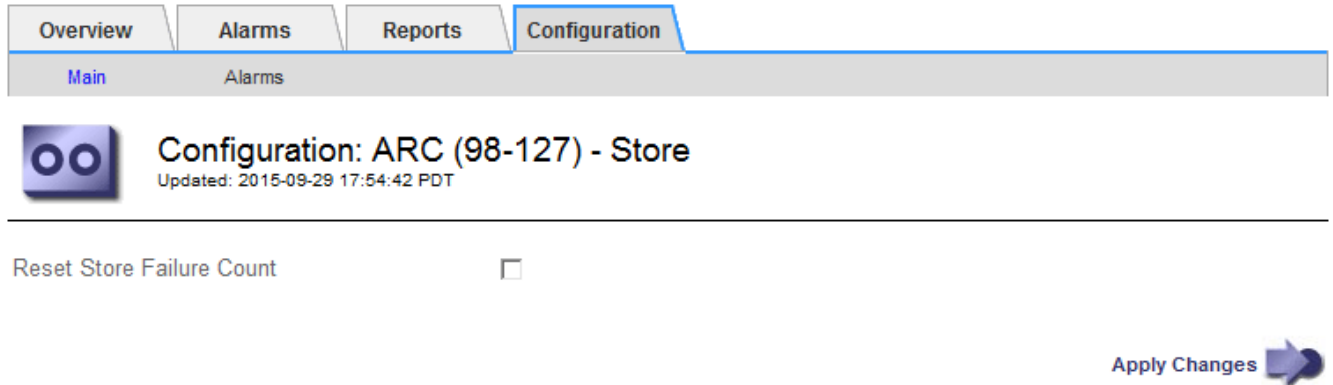 Overview Alarms Reports Configuration
Main Alarms
Configuration: ARC (98-127) - Store
Updated: 2015-09-29 17:54:42 PDT
Reset Store Failure Count
Apply Changes